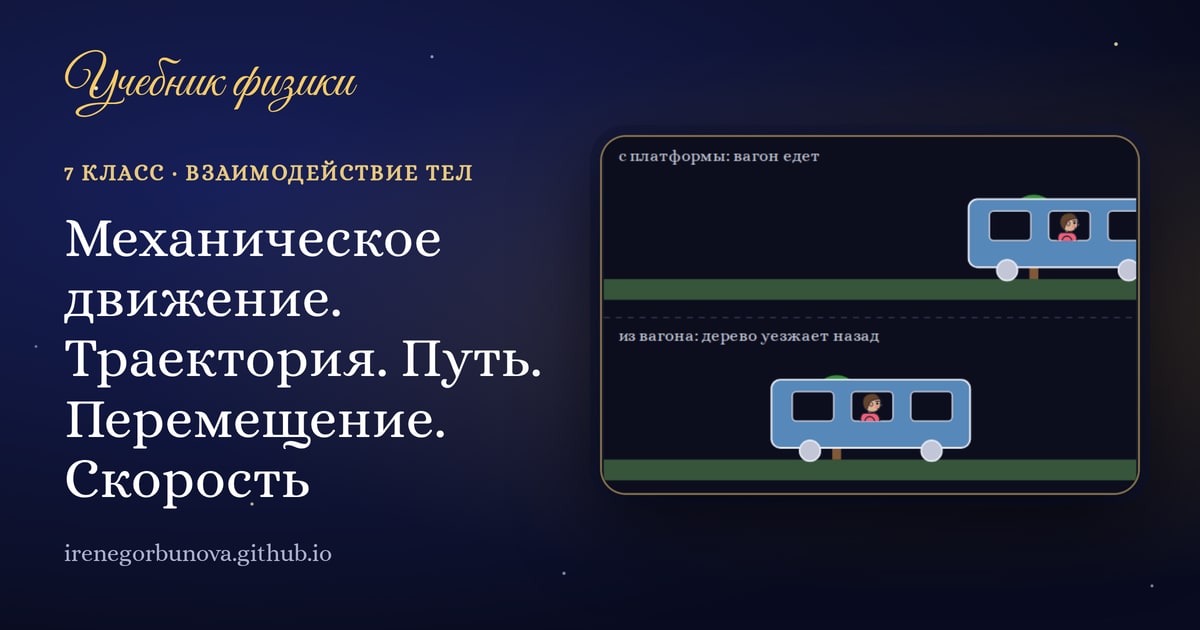 Учебник физики
7 КЛАСС · ВЗАИМОДЕЙСТВИЕ ТЕЛ
Механическое
движение.
Траектория. Путь.
Перемещение.
Скорость
irenegorbunova.github.io
с платформы: вагон едет
из вагона: дерево уезжает назад